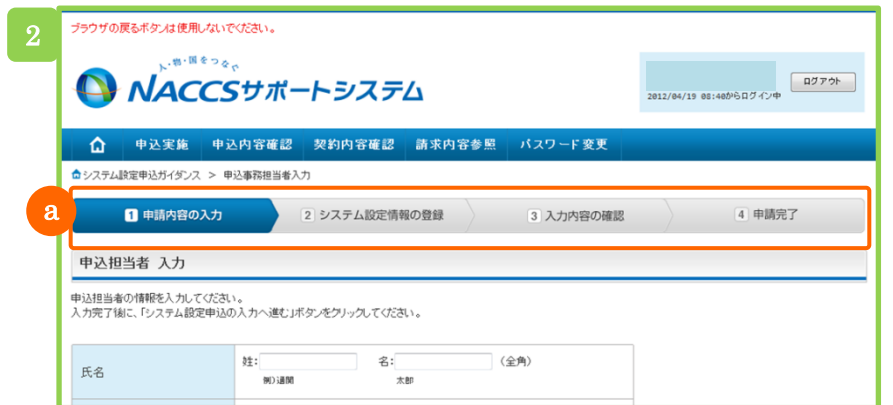 2
ブラウザの戻るボタンは使用しないでください。
人・物・国をつなぐ
NACCSサポートシステム
ログアウト
2012/04/19 08:40からログイン中
申込実施 申込内容確認 契約内容確認 請求内容参照 パスワード変更
システム設定申込ガイダンス > 申込事務担当者入力
a
1 申請内容の入力 2 システム設定情報の登録 3 入力内容の確認 4 申請完了
申込担当者 入力
申込担当者の情報を入力してください。
入力完了後に、「システム設定申込の入力へ進む」ボタンをクリックしてください。
氏名 姓: 名: (全角)
例)通関 太郎